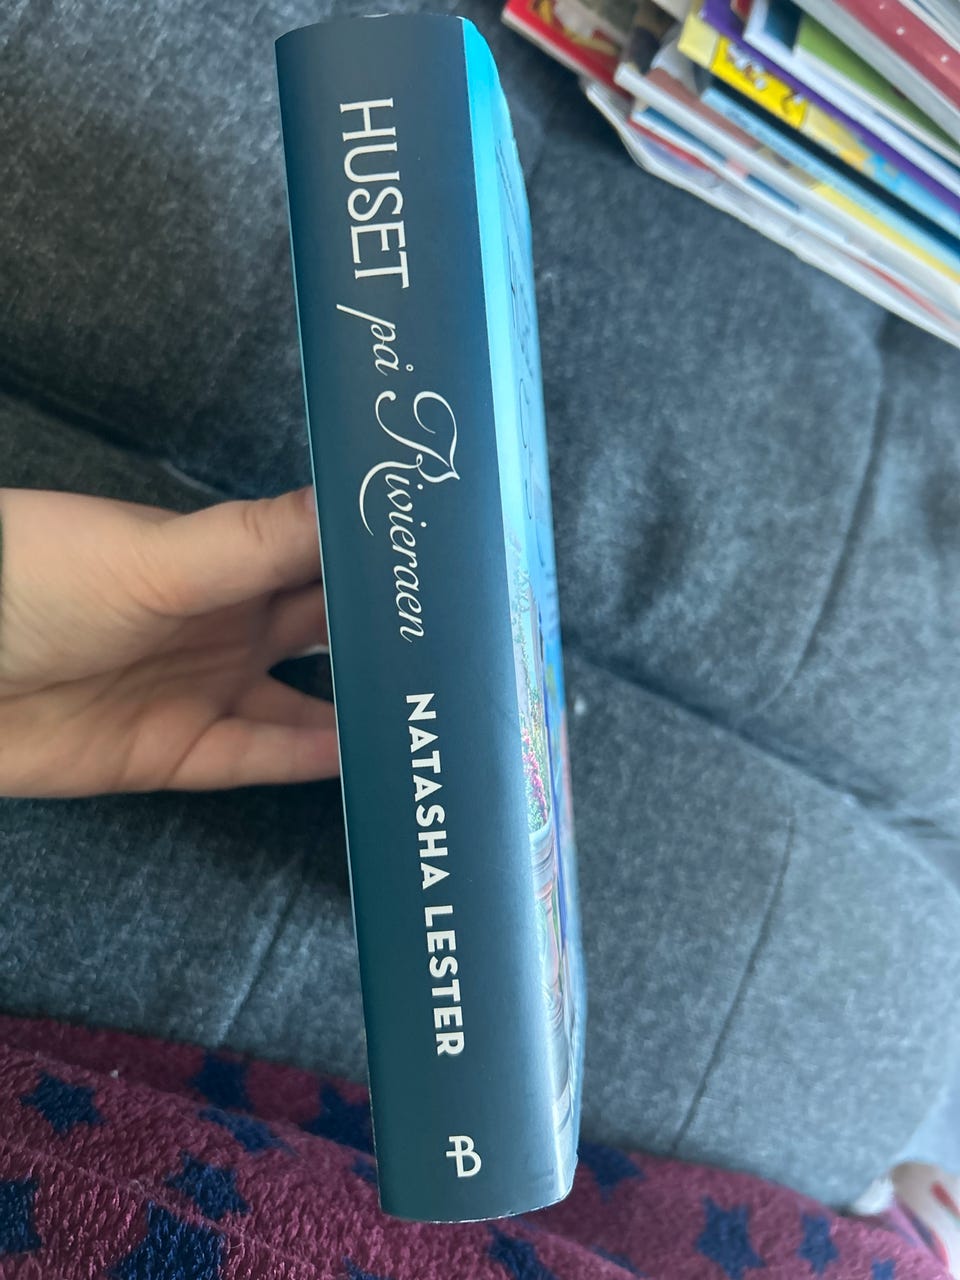 HUSET på Rivieraen
NATASHA LESTER